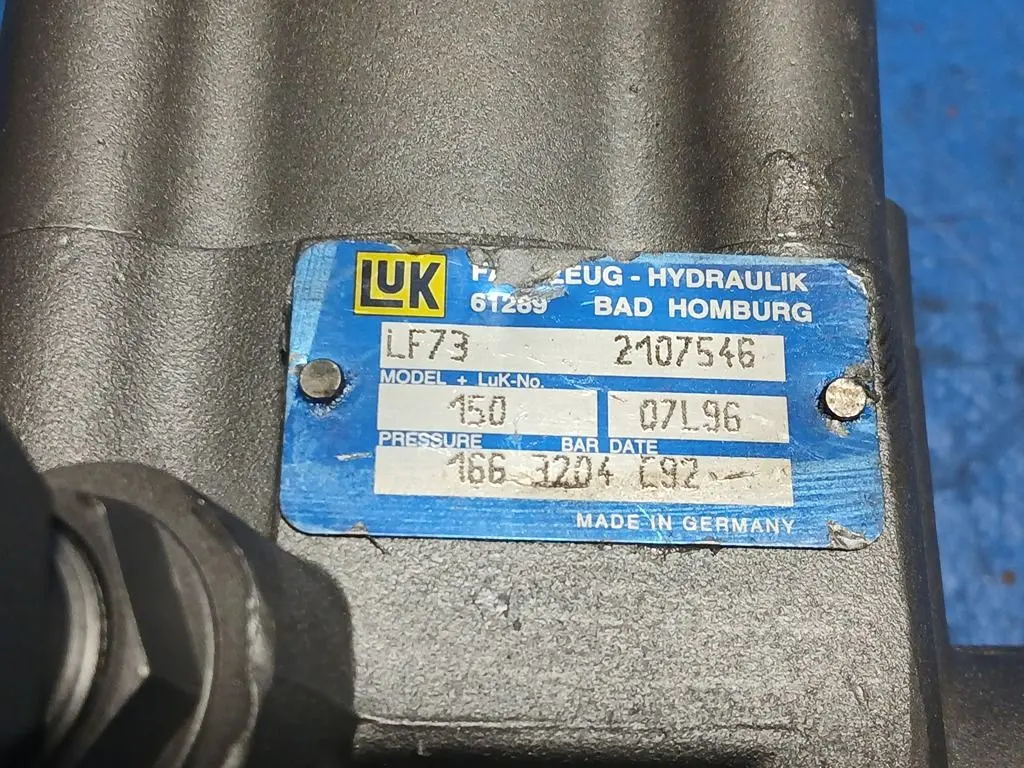 LUK
- HYDRAULIK
61289 BAD HOMBURG
LF73 2107546
MODEL + LuK-No.
150 07L96
PRESSURE BAR DATE
166 3204 C92
MADE IN GERMANY